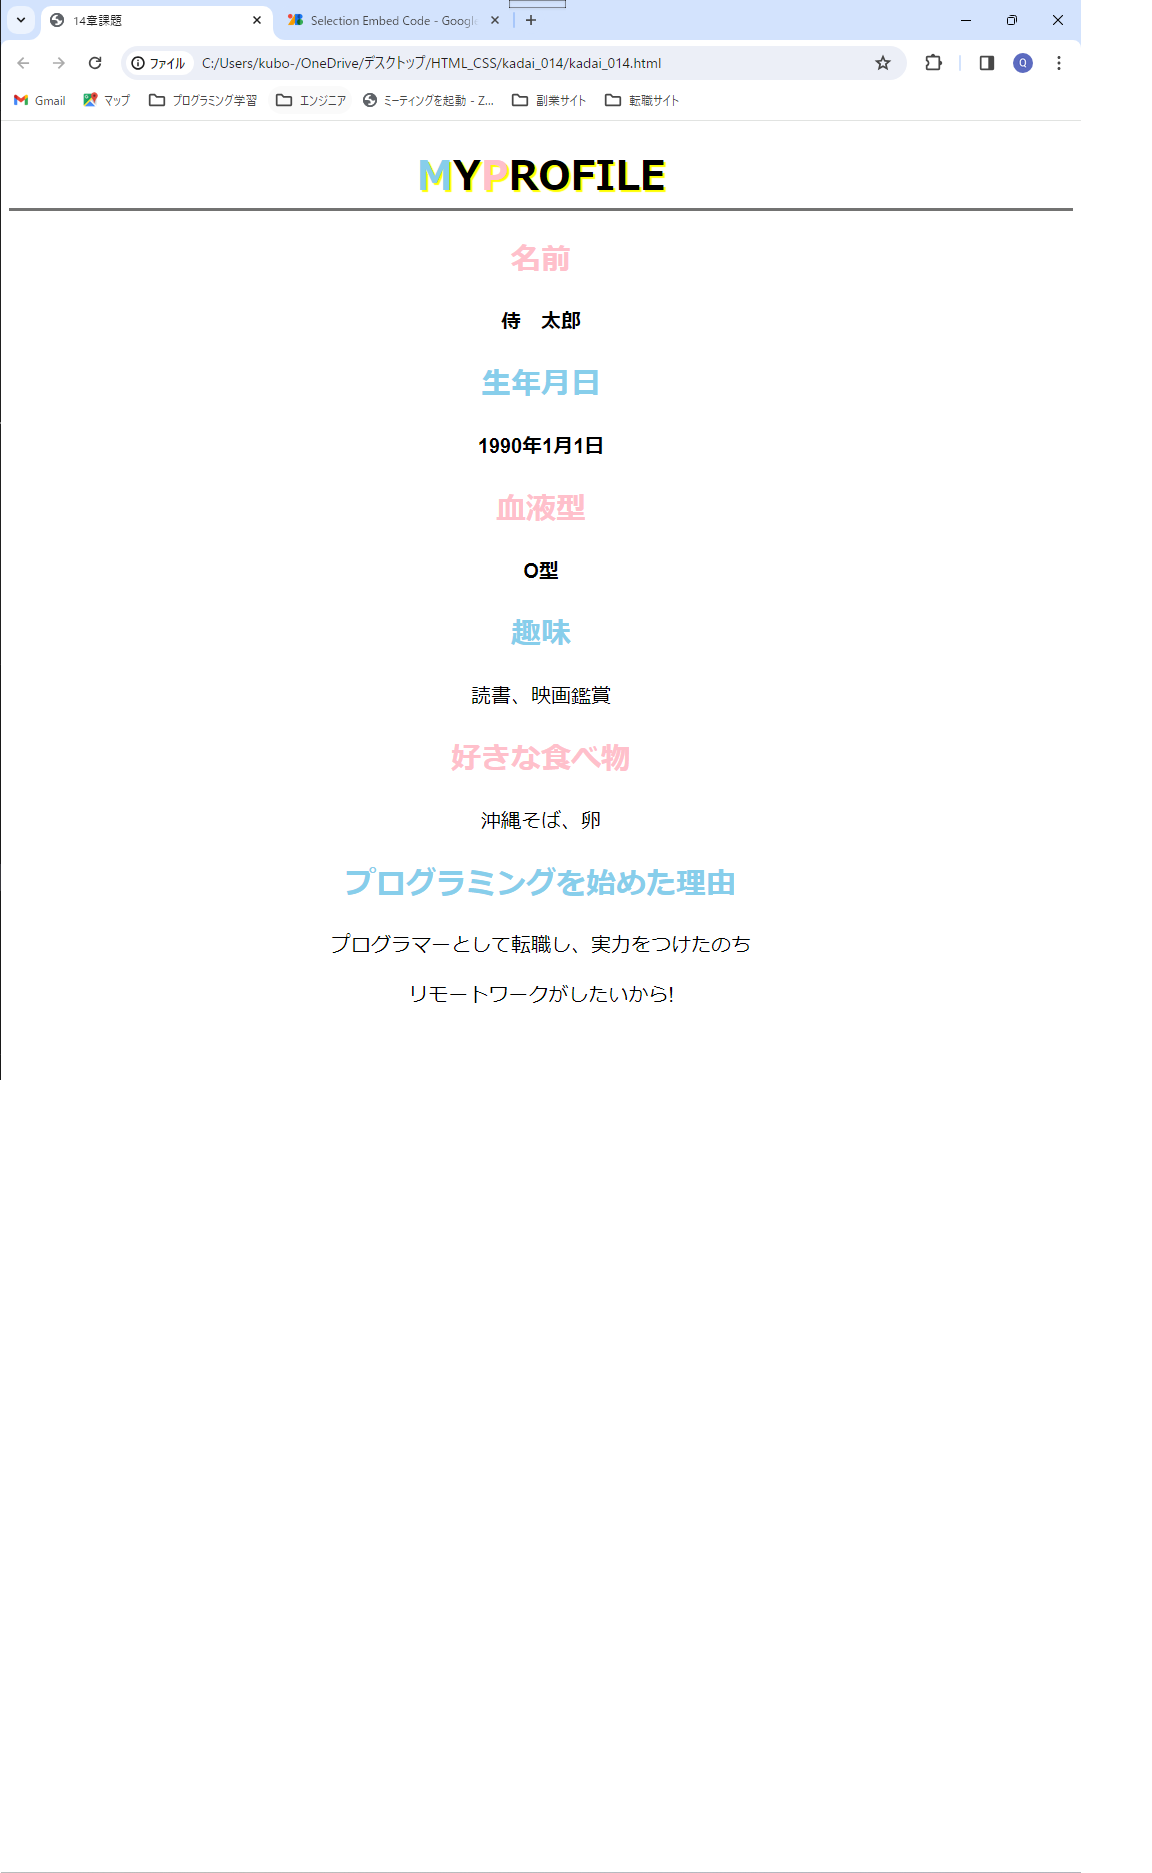 14章課題
Selection Embed Code - Google
ファイル C:/Users/kubo-/OneDrive/デスクトップ/HTML_CSS/kadai_014/kadai_014.html
Q
Gmail マップ プログラミング学習 エンジニア ミーティングを起動 - Z... 副業サイト 転職サイト
MYPROFILE
名前
侍　太郎
生年月日
1990年1月1日
血液型
O型
趣味
読書、映画鑑賞
好きな食べ物
沖縄そば、卵
プログラミングを始めた理由
プログラマーとして転職し、実力をつけたのち
リモートワークがしたいから!